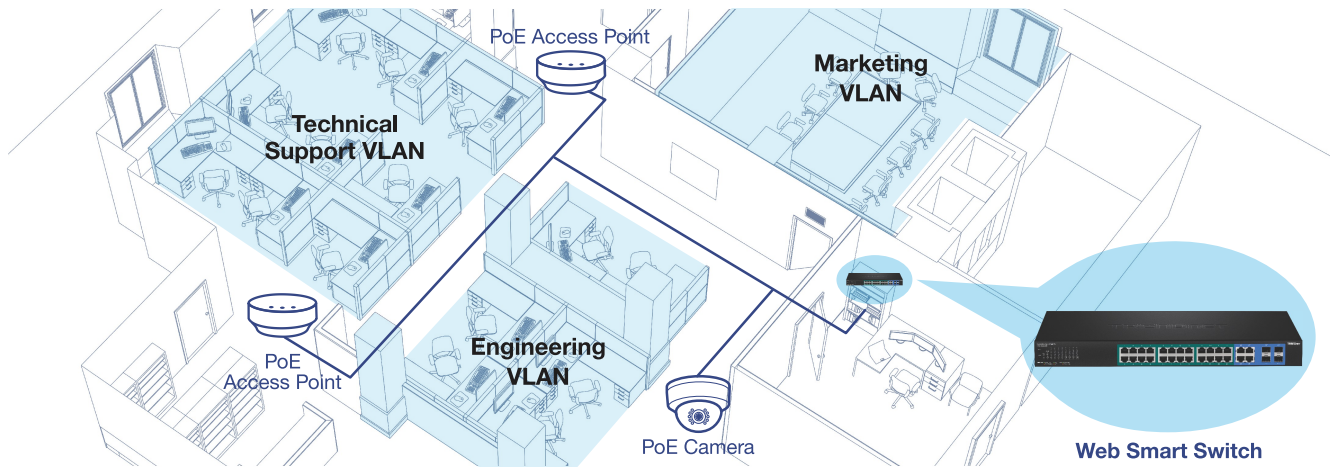 PoE Access Point
Marketing
VLAN
Technical
Support VLAN
Engineering
VLAN
PoE
Access Point
PoE Camera
Web Smart Switch